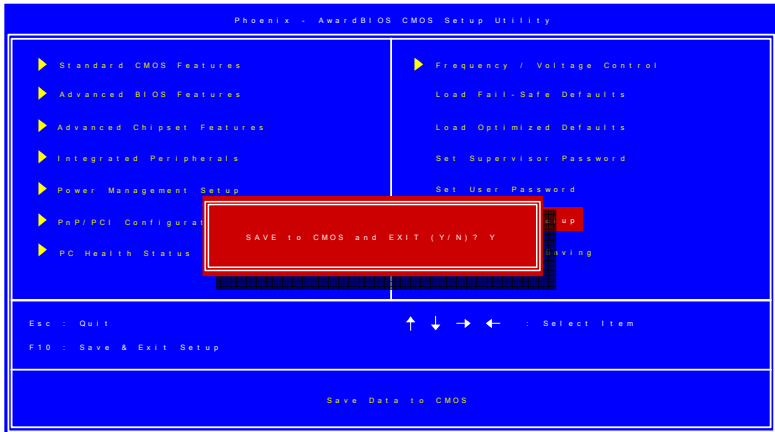 Phoenix - AwardBIOS CMOS Setup Utility
Standard CMOS Features
Advanced BIOS Features
Advanced Chipset Features
Integrated Peripherals
Power Management Setup
PnP/PCI Configurat
PC Health Status
Frequency / Voltage Control
Load Fail-Safe Defaults
Load Optimized Defaults
Set Supervisor Password
Set User Password
up
aving
SAVE to CMOS and EXIT (Y/N)? Y
Esc : Quit
↑ ↓ → ← : Select Item
F10 : Save & Exit Setup
Save Data to CMOS